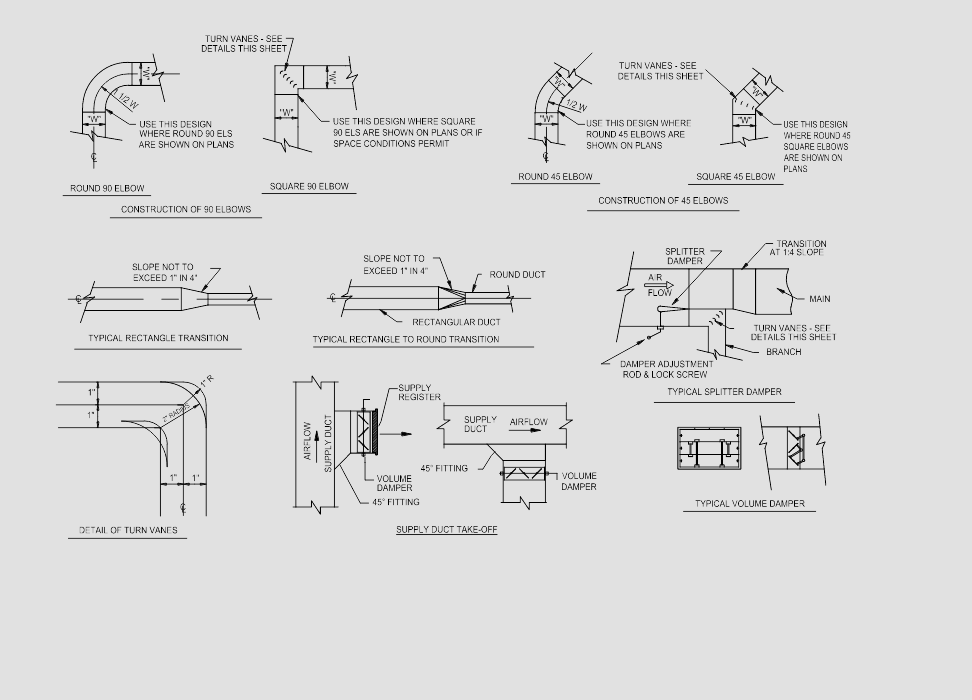 TURN VANES - SEE
DETAILS THIS SHEET
"W"
1/2 W
"W"
USE THIS DESIGN
WHERE ROUND 90 ELS
ARE SHOWN ON PLANS
℄
ROUND 90 ELBOW
"W"
"W"
USE THIS DESIGN WHERE SQUARE
90 ELS ARE SHOWN ON PLANS OR IF
SPACE CONDITIONS PERMIT
SQUARE 90 ELBOW
CONSTRUCTION OF 90 ELBOWS
"W"
1/2 W
"W"
USE THIS DESIGN WHERE
ROUND 45 ELBOWS ARE
SHOWN ON PLANS
℄
ROUND 45 ELBOW
TURN VANES - SEE
DETAILS THIS SHEET
"W"
"W"
USE THIS DESIGN
WHERE ROUND 45
SQUARE ELBOWS
ARE SHOWN ON
PLANS
SQUARE 45 ELBOW
CONSTRUCTION OF 45 ELBOWS
SLOPE NOT TO
EXCEED 1" IN 4"
℄
TYPICAL RECTANGLE TRANSITION
SLOPE NOT TO
EXCEED 1" IN 4"
ROUND DUCT
℄
RECTANGULAR DUCT
TYPICAL RECTANGLE TO ROUND TRANSITION
SPLITTER
DAMPER
TRANSITION
AT 1:4 SLOPE
AIR
FLOW
MAIN
TURN VANES - SEE
DETAILS THIS SHEET
BRANCH
DAMPER ADJUSTMENT
ROD & LOCK SCREW
TYPICAL SPLITTER DAMPER
1" R
1"
2" RADIUS
1"
1"
1"
℄
DETAIL OF TURN VANES
SUPPLY
REGISTER
AIRFLOW
SUPPLY DUCT
VOLUME
DAMPER
45° FITTING
SUPPLY
DUCT
AIRFLOW
45° FITTING
VOLUME
DAMPER
SUPPLY DUCT TAKE-OFF
TYPICAL VOLUME DAMPER